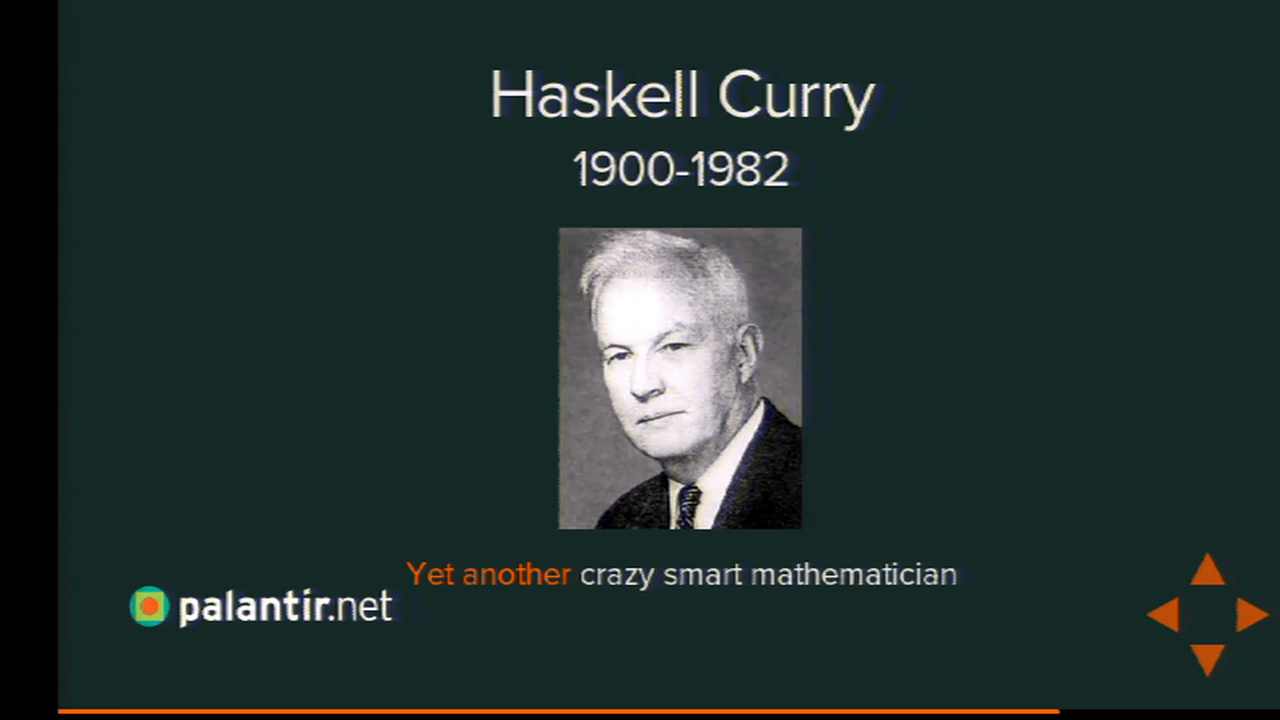 Haskell Curry
1900-1982
Yet another crazy smart mathematician
palantir.net